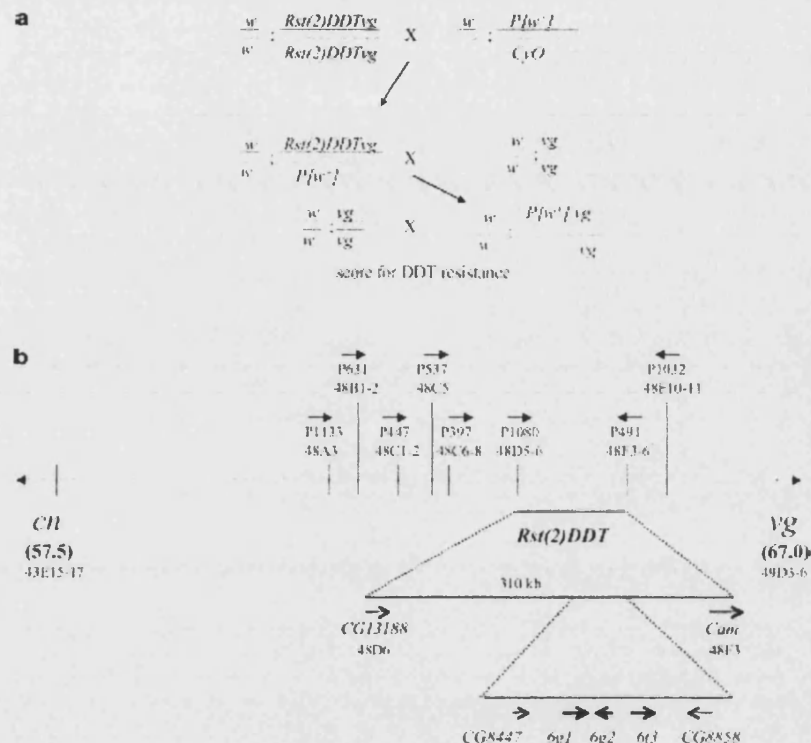 a
w Rst(2)DDTvg X w P[w+]
w : Rst(2)DDTvg : CyO
w Rst(2)DDTvg X w vg
w : P[w+] w : vg
w : vg X w : P[w+] vg
w vg w vg
score for DDT resistance
b
P631 P537 P1032
48B1-2 48C5 48E10-11
P1133 P447 P397 P1080 P491
48A3 48C1-2 48C6-8 48D5-6 48F3-6
cn vg
(57.5) Rst(2)DDT (67.0)
43E15-17 49D3-6
310 kb
CG13188 Cam
48D6 48F3
CG8447 6g1 6g2 6t3 CG8858